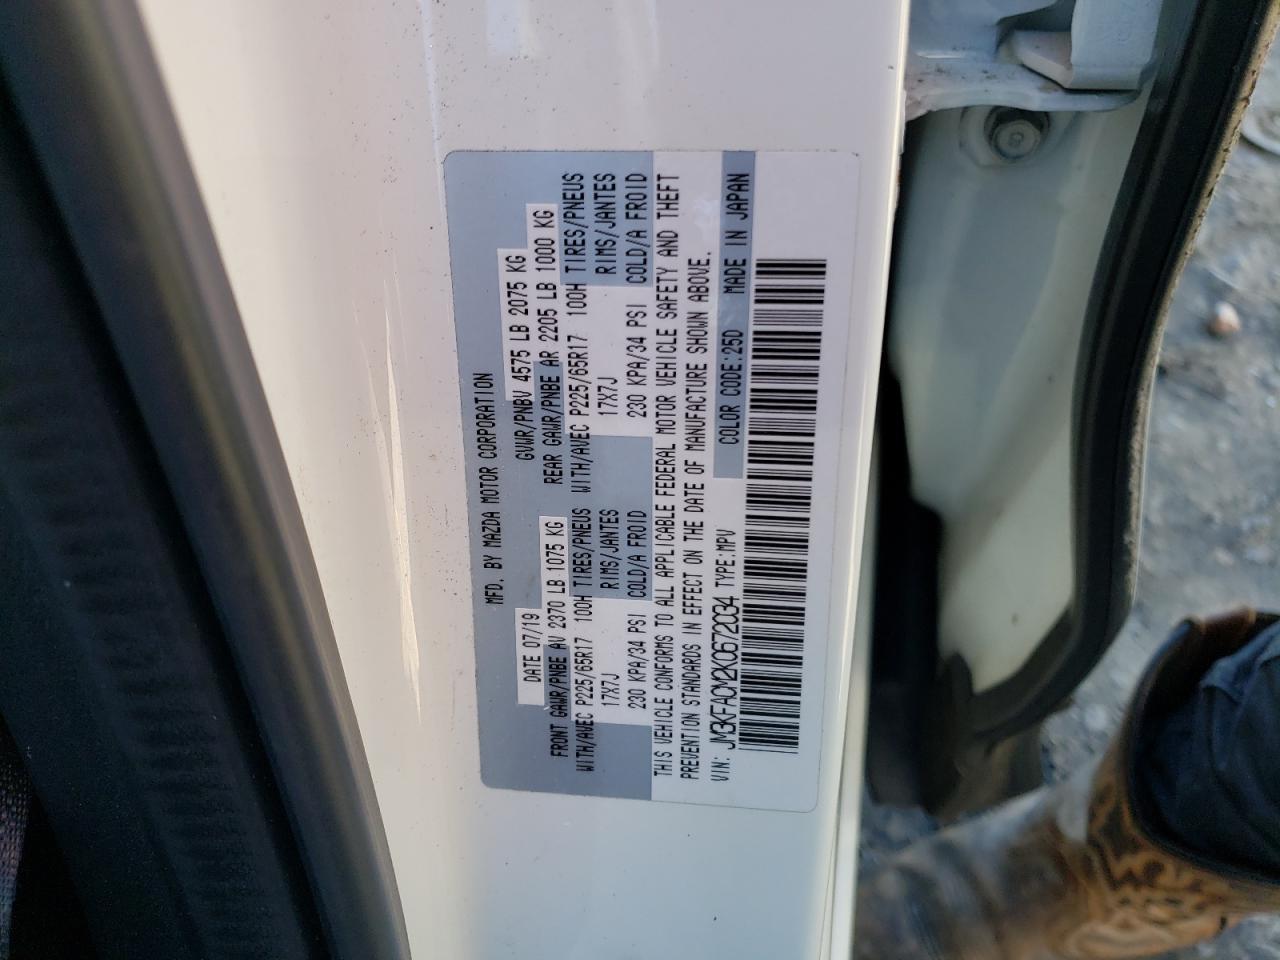 MFD. BY MAZDA MOTOR CORPORATION
DATE 07/19 GVWR/PNBV 4575 LB 2075 KG
FRONT GAWR/PNBE AV 2370 LB 1075 KG REAR GAWR/PNBE AR 2205 LB 1000 KG
WITH/AVEC P225/65R17 100H TIRES/PNEUS WITH/AVEC P225/65R17 100H TIRES/PNEUS
17X7J RIMS/JANTES 17X7J RIMS/JANTES
230 KPA/34 PSI COLD/A FROID 230 KPA/34 PSI COLD/A FROID
THIS VEHICLE CONFORMS TO ALL APPLICABLE FEDERAL MOTOR VEHICLE SAFETY AND THEFT
PREVENTION STANDARDS IN EFFECT ON THE DATE OF MANUFACTURE SHOWN ABOVE.
VIN: JM3KFACM2K0672034 TYPE:MPV COLOR CODE:25D MADE IN JAPAN